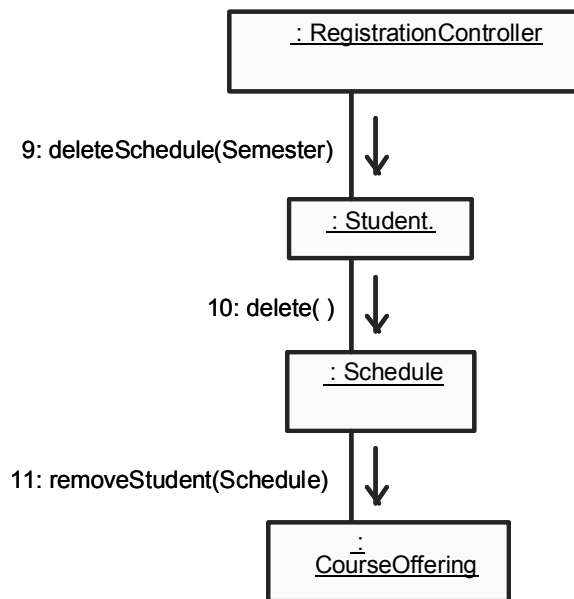 : RegistrationController
9: deleteSchedule(Semester)
: Student.
10: delete( )
: Schedule
11: removeStudent(Schedule)
:
CourseOffering